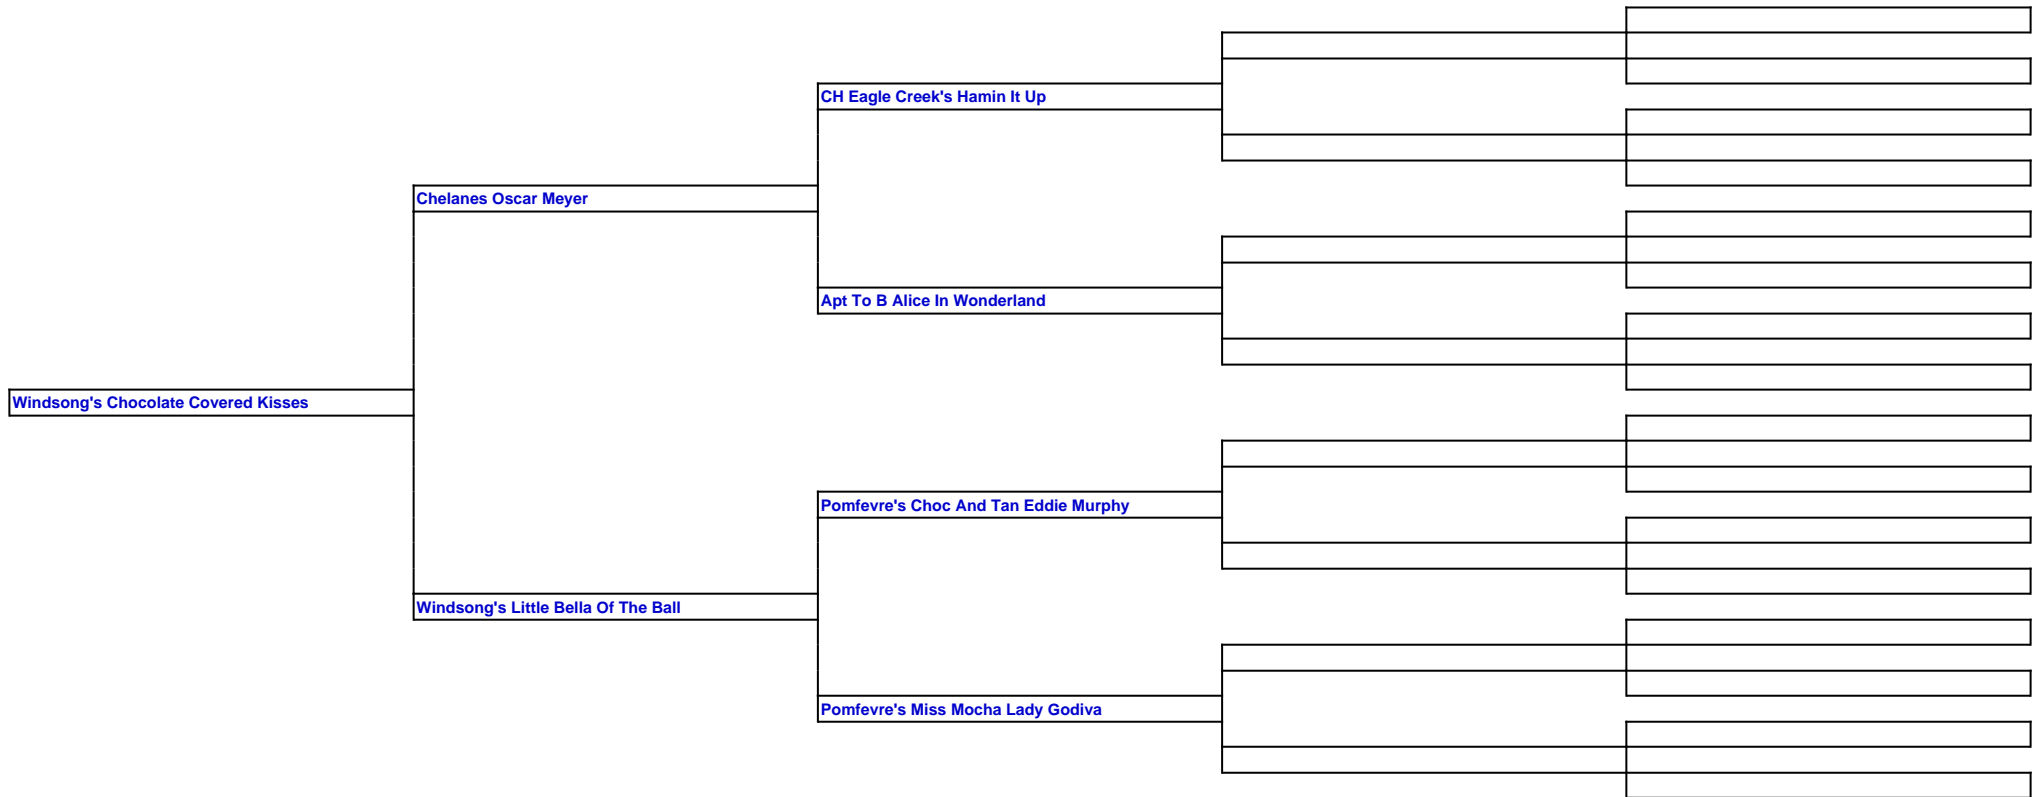 CH Eagle Creek's Hamin It Up
Chelanes Oscar Meyer
Apt To B Alice In Wonderland
Windsong's Chocolate Covered Kisses
Pomfevre's Choc And Tan Eddie Murphy
Windsong's Little Bella Of The Ball
Pomfevre's Miss Mocha Lady Godiva